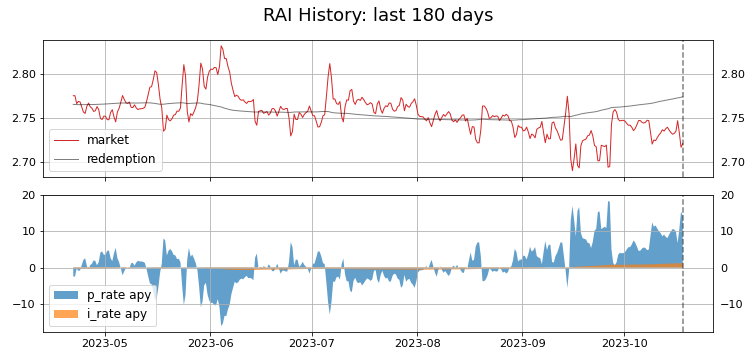 RAI History: last 180 days
2.80 2.80
2.75 2.75
2.70 2.70
market
redemption
20 20
10 10
0 0
−10 −10
p_rate apy
i_rate apy
2023-05 2023-06 2023-07 2023-08 2023-09 2023-10